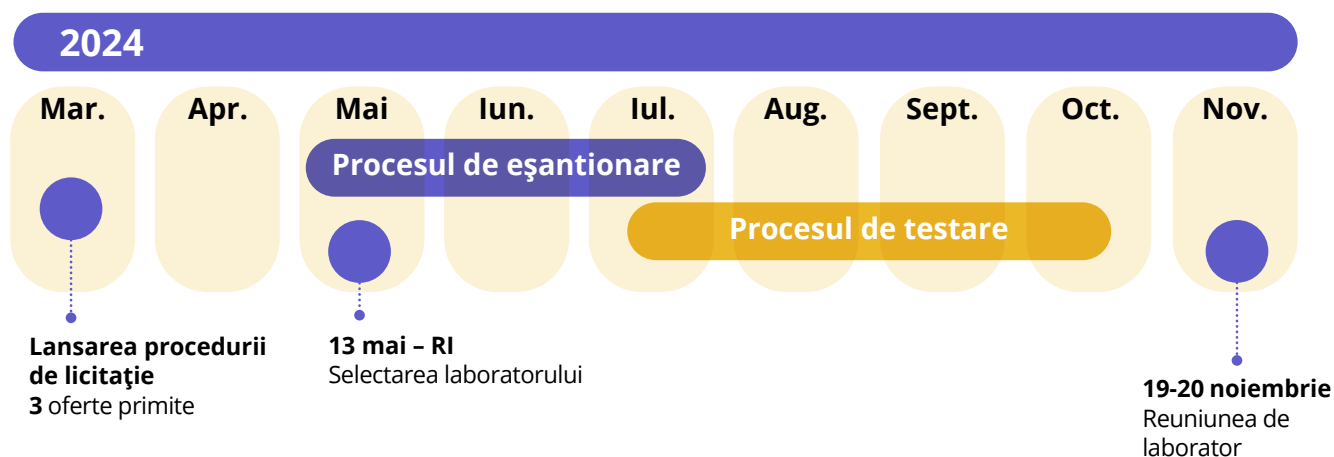 2024
Mar. Apr. Mai Iun. Iul. Aug. Sept. Oct. Nov.
Procesul de eşantionare
Procesul de testare
Lansarea procedurii
de licitaţie
3 oferte primite
13 mai – RI
Selectarea laboratorului
19-20 noiembrie
Reuniunea de
laborator